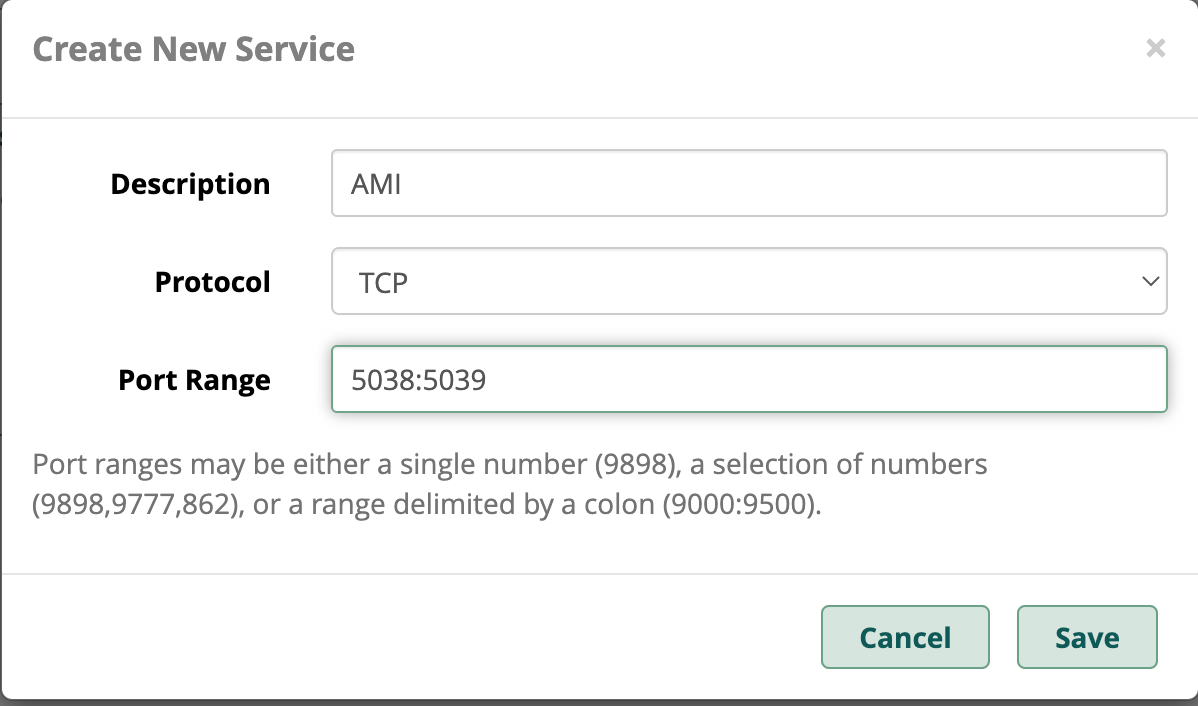 Create New Service ×
Description AMI
Protocol TCP
Port Range 5038:5039
Port ranges may be either a single number (9898), a selection of numbers
(9898,9777,862), or a range delimited by a colon (9000:9500).
Cancel Save